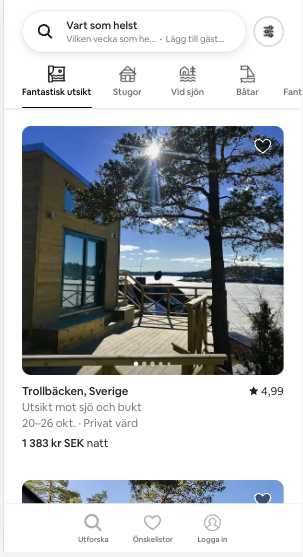 Vart som helst
Vilken vecka som he... · Lägg till gäst...
Fantastisk utsikt
Stugor
Vid sjön
Båtar
Fant
Trollbäcken, Sverige
4,99
Utsikt mot sjö och bukt
20–26 okt. · Privat värd
1 383 kr SEK natt
Utforska
Önskelistor
Logga in